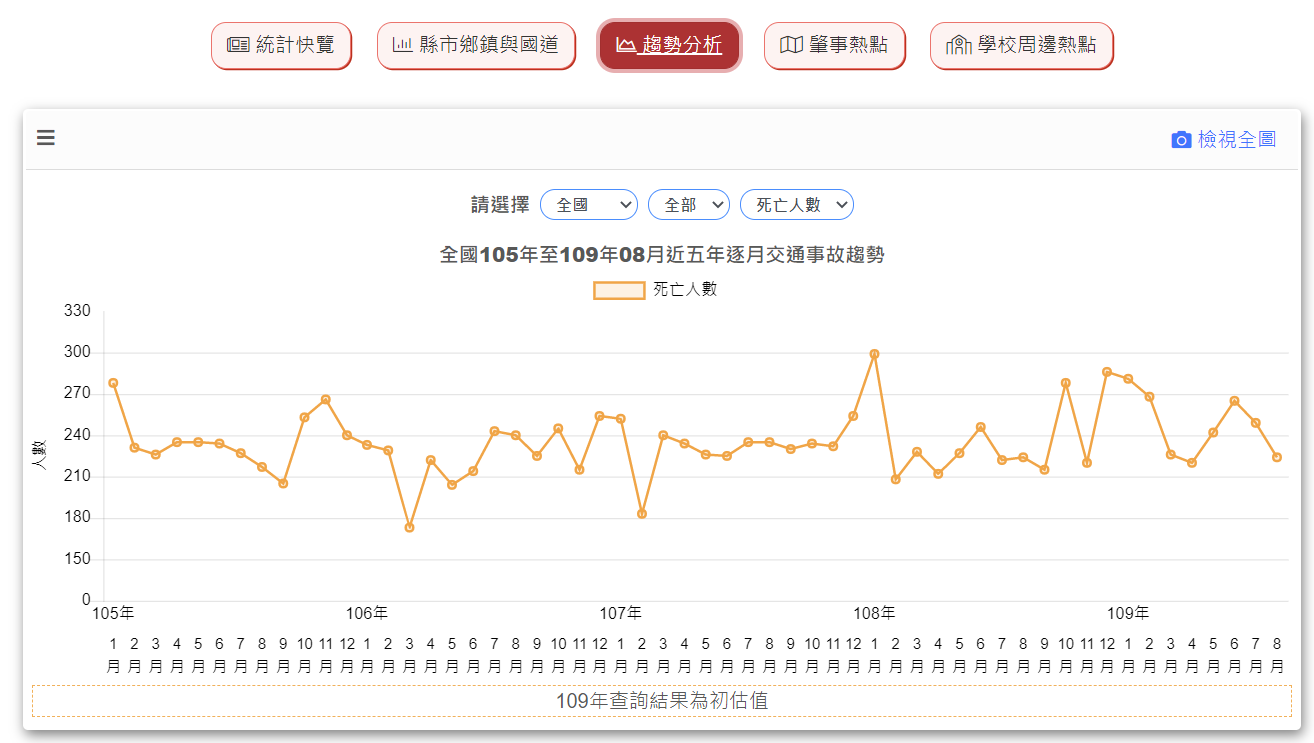 統計快覽 縣市鄉鎮與國道 趨勢分析 肇事熱點 學校周邊熱點
檢視全圖
請選擇 全國 全部 死亡人數
全國105年至109年08月近五年逐月交通事故趨勢
死亡人數
人數
330
300
270
240
210
180
150
0
105年 106年 107年 108年 109年
1 2 3 4 5 6 7 8 9 10 11 12 1 2 3 4 5 6 7 8 9 10 11 12 1 2 3 4 5 6 7 8 9 10 11 12 1 2 3 4 5 6 7 8 9 10 11 12 1 2 3 4 5 6 7 8
月 月 月 月 月 月 月 月 月 月 月 月 月 月 月 月 月 月 月 月 月 月 月 月 月 月 月 月 月 月 月 月 月 月 月 月 月 月 月 月 月 月 月 月 月 月 月 月 月 月 月 月 月 月 月 月
109年查詢結果為初估值